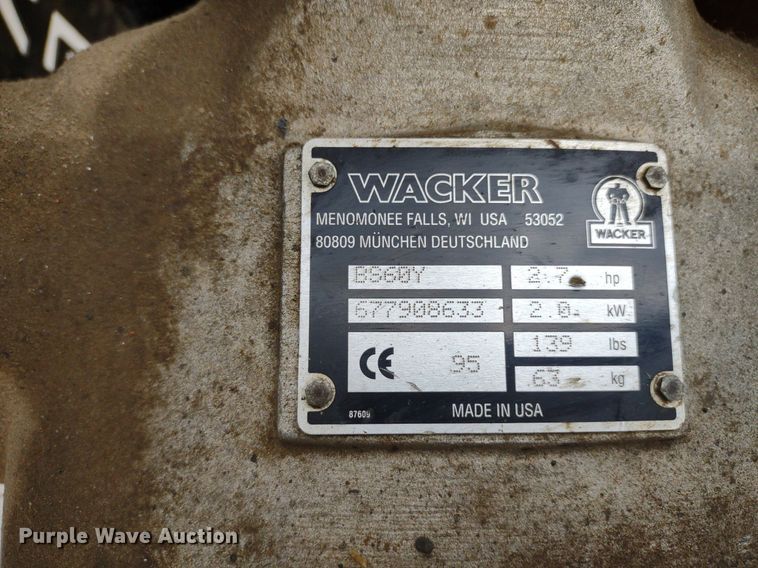 WACKER
MENOMONEE FALLS, WI USA 53052
80809 MÜNCHEN DEUTSCHLAND
WACKER
BS60Y 2.7 hp
677908633 2.0 kW
139 lbs
CE 95
63 kg
87609 MADE IN USA
Purple Wave Auction